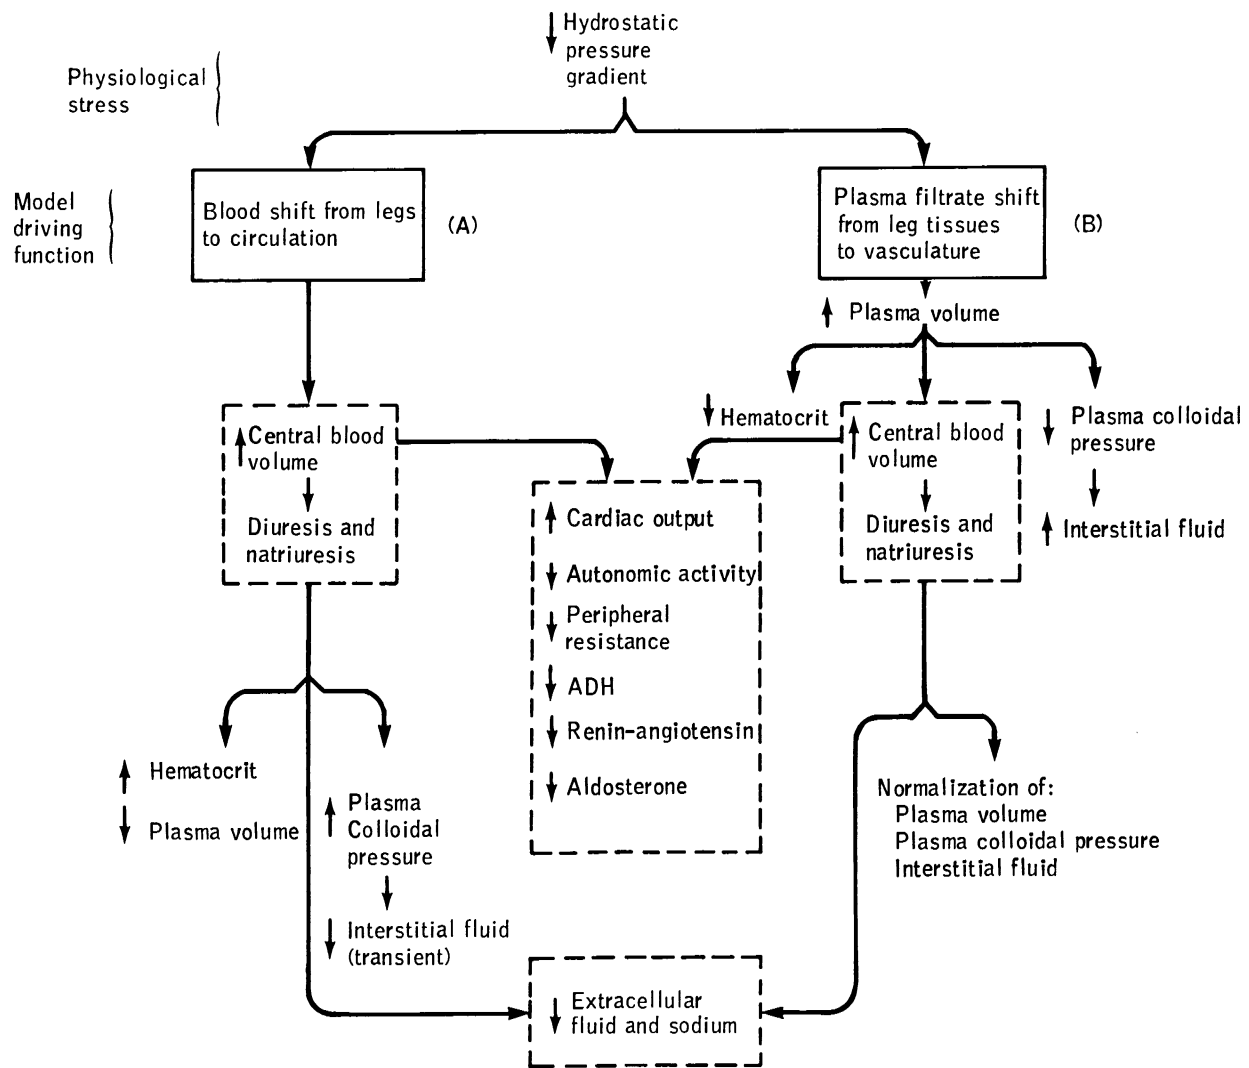 Hydrostatic
pressure
gradient
Physiological
stress
Model
driving
function
Blood shift from legs
to circulation
(A)
Plasma filtrate shift
from leg tissues
to vasculature
(B)
Plasma volume
Hematocrit
Plasma colloidal
pressure
Interstitial fluid
Central blood
volume
Diuresis and
natriuresis
Central blood
volume
Diuresis and
natriuresis
Cardiac output
Autonomic activity
Peripheral
resistance
ADH
Renin-angiotensin
Aldosterone
Hematocrit
Plasma volume
Plasma
Colloidal
pressure
Interstitial fluid
(transient)
Normalization of:
Plasma volume
Plasma colloidal pressure
Interstitial fluid
Extracellular
fluid and sodium